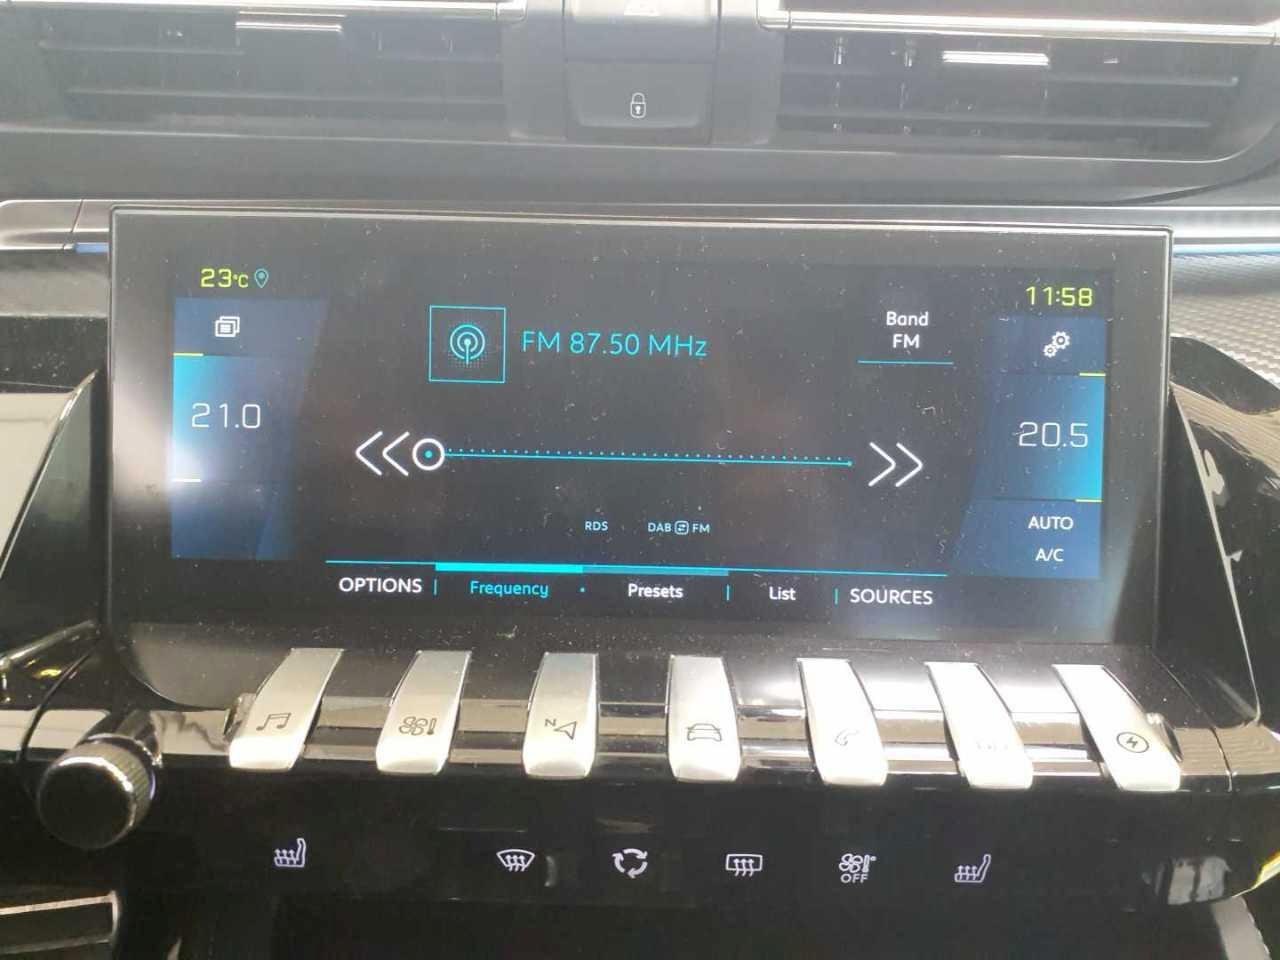 23°C
11:58
Band
FM
FM 87.50 MHz
21.0
20.5
RDS
DAB FM
AUTO
A/C
OPTIONS
Frequency
Presets
List
SOURCES
N
OFF